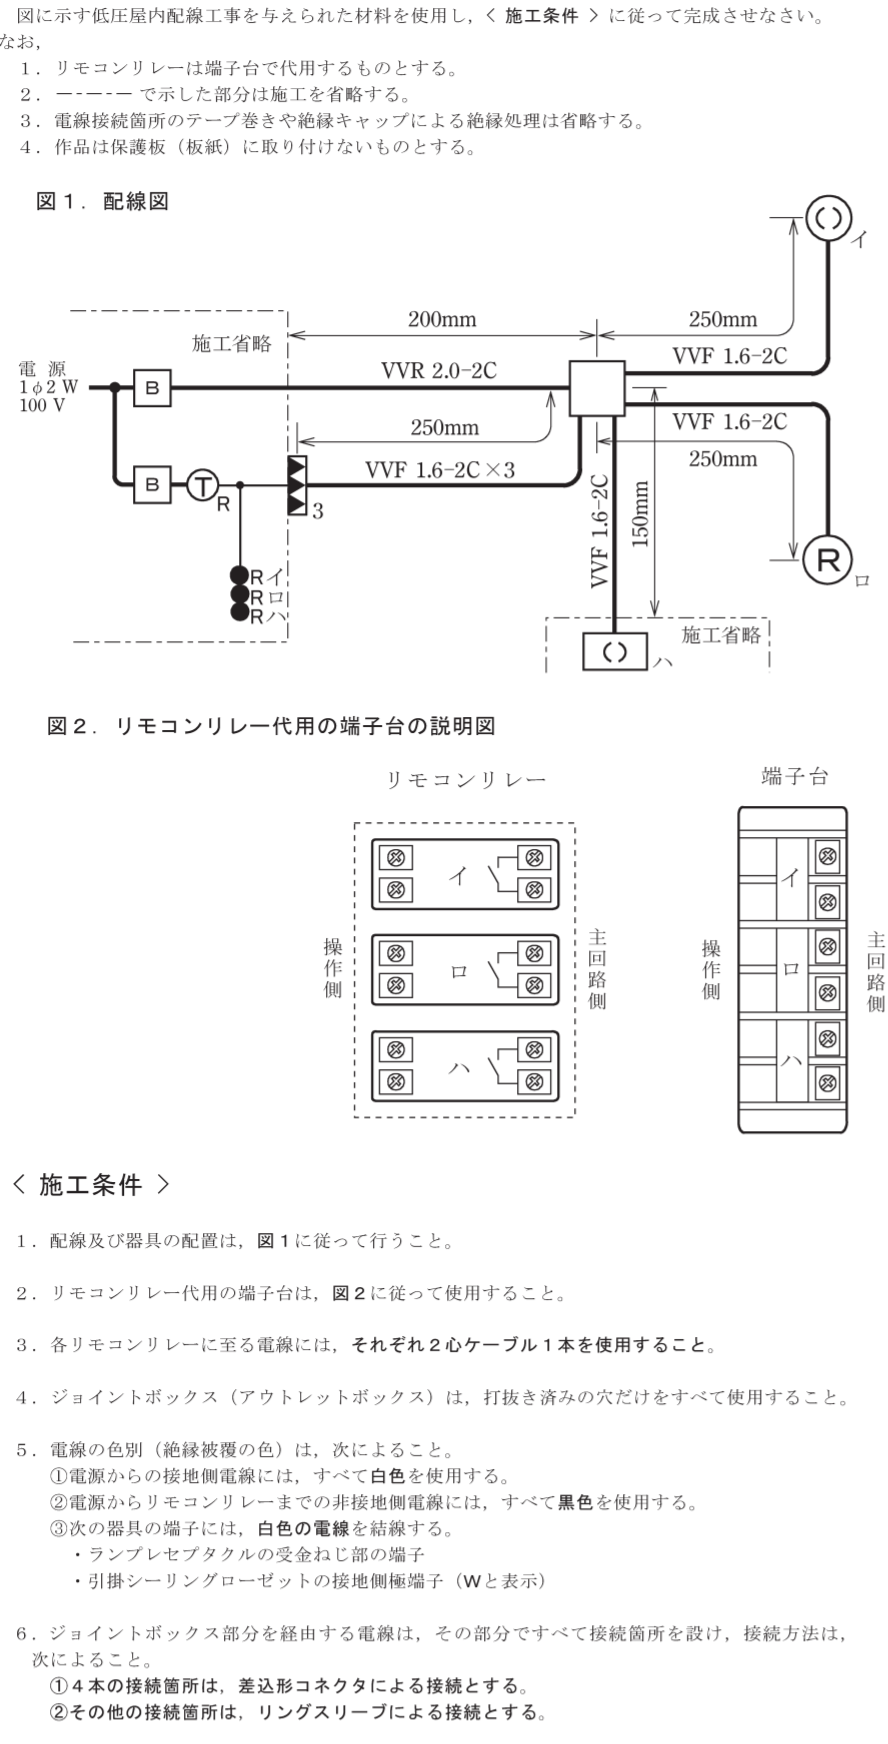 図に示す低圧屋内配線工事を与えられた材料を使用し，〈 施工条件 〉に従って完成させなさい。
なお，
１．リモコンリレーは端子台で代用するものとする。
２．―-―-― で示した部分は施工を省略する。
３．電線接続箇所のテープ巻きや絶縁キャップによる絶縁処理は省略する。
４．作品は保護板（板紙）に取り付けないものとする。
図１．配線図
イ
200mm
250mm
施工省略
電源
1φ2W
100V
B
VVR 2.0-2C
VVF 1.6-2C
250mm
VVF 1.6-2C
250mm
B
T
R
VVF 1.6-2C×3
3
VVF 1.6-2C
150mm
R
ロ
Rイ
Rロ
Rハ
施工省略
ハ
図２．リモコンリレー代用の端子台の説明図
リモコンリレー
端子台
イ
ロ
ハ
操作側
主回路側
イ
ロ
ハ
操作側
主回路側
〈 施工条件 〉
１．配線及び器具の配置は，図１に従って行うこと。
２．リモコンリレー代用の端子台は，図２に従って使用すること。
３．各リモコンリレーに至る電線には，それぞれ２心ケーブル１本を使用すること。
４．ジョイントボックス（アウトレットボックス）は，打抜き済みの穴だけをすべて使用すること。
５．電線の色別（絶縁被覆の色）は，次によること。
①電源からの接地側電線には，すべて白色を使用する。
②電源からリモコンリレーまでの非接地側電線には，すべて黒色を使用する。
③次の器具の端子には，白色の電線を結線する。
・ランプレセプタクルの受金ねじ部の端子
・引掛シーリングローゼットの接地側極端子（Wと表示）
６．ジョイントボックス部分を経由する電線は，その部分ですべて接続箇所を設け，接続方法は，
次によること。
①４本の接続箇所は，差込形コネクタによる接続とする。
②その他の接続箇所は，リングスリーブによる接続とする。